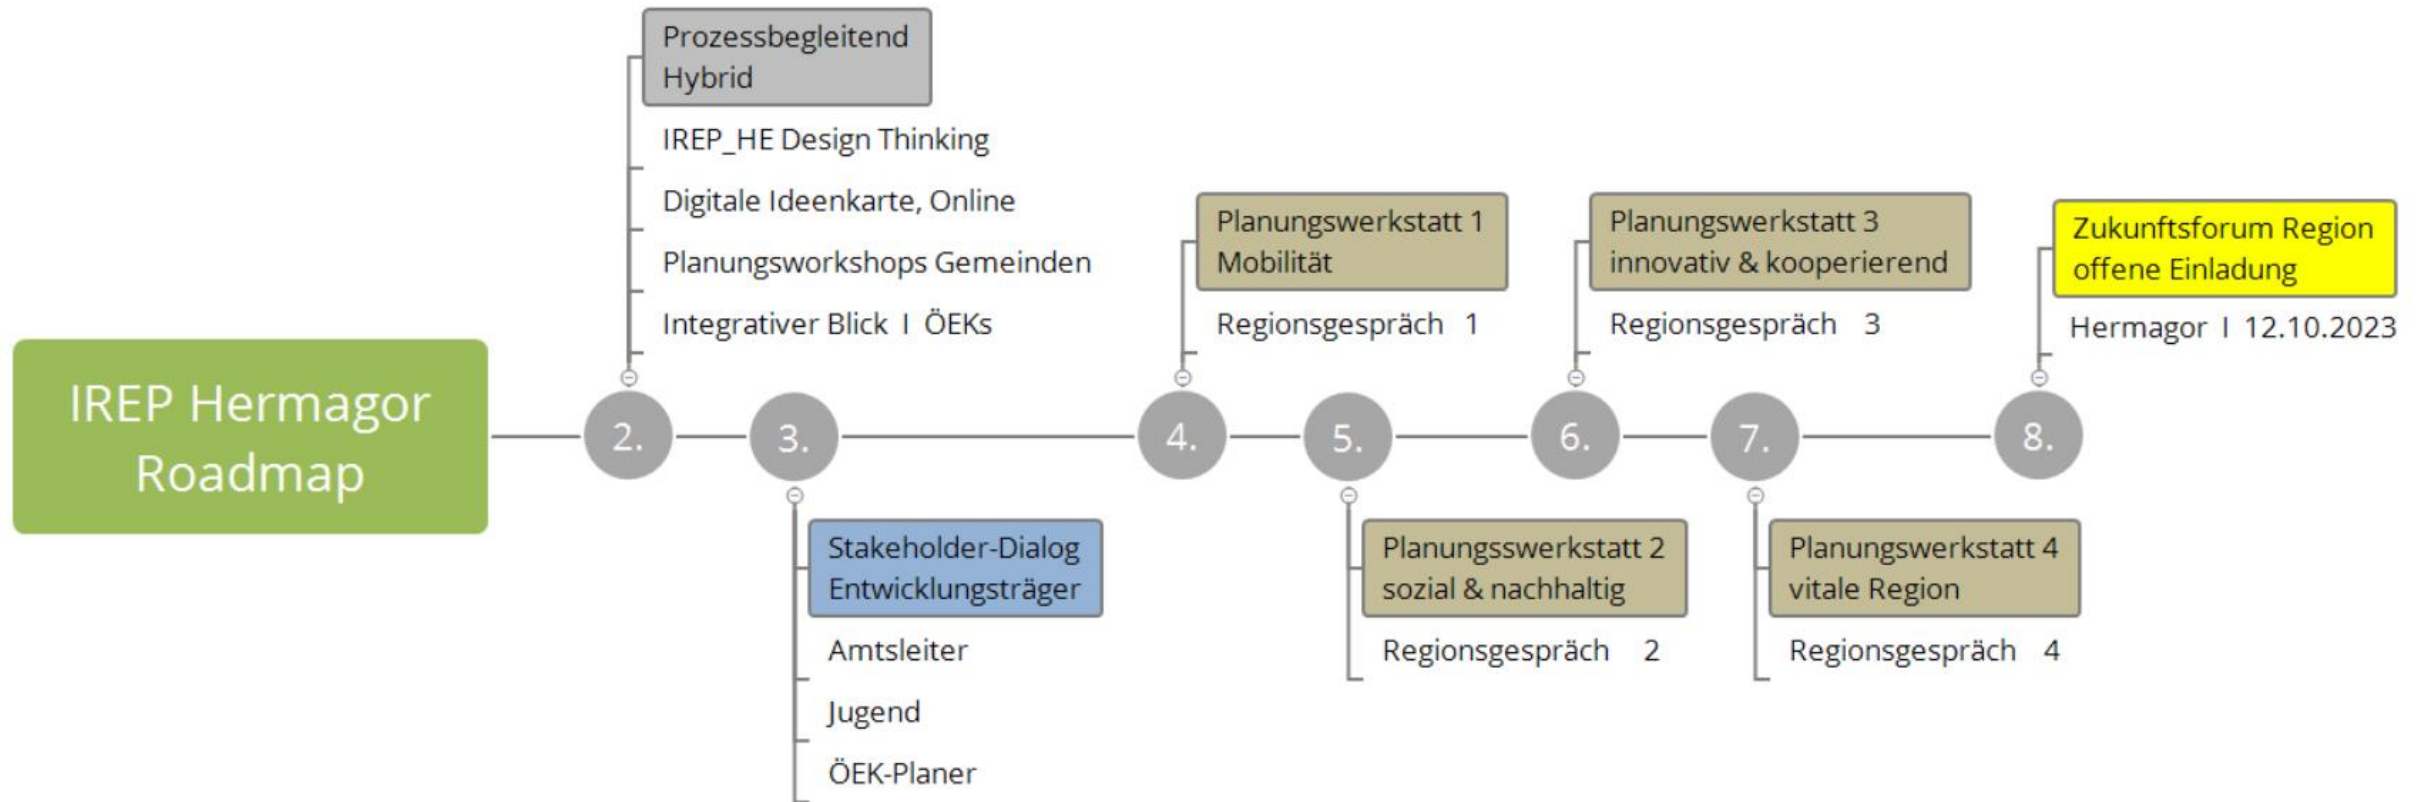 IREP Hermagor
Roadmap
2.
Prozessbegleitend
Hybrid
IREP_HE Design Thinking
Digitale Ideenkarte, Online
Planungsworkshops Gemeinden
Integrativer Blick I ÖEKs
3.
Stakeholder-Dialog
Entwicklungsträger
Amtsleiter
Jugend
ÖEK-Planer
4.
Planungswerkstatt 1
Mobilität
Regionsgespräch 1
5.
Planungsswerkstatt 2
sozial & nachhaltig
Regionsgespräch 2
6.
Planungswerkstatt 3
innovativ & kooperierend
Regionsgespräch 3
7.
Planungswerkstatt 4
vitale Region
Regionsgespräch 4
8.
Zukunftsforum Region
offene Einladung
Hermagor I 12.10.2023